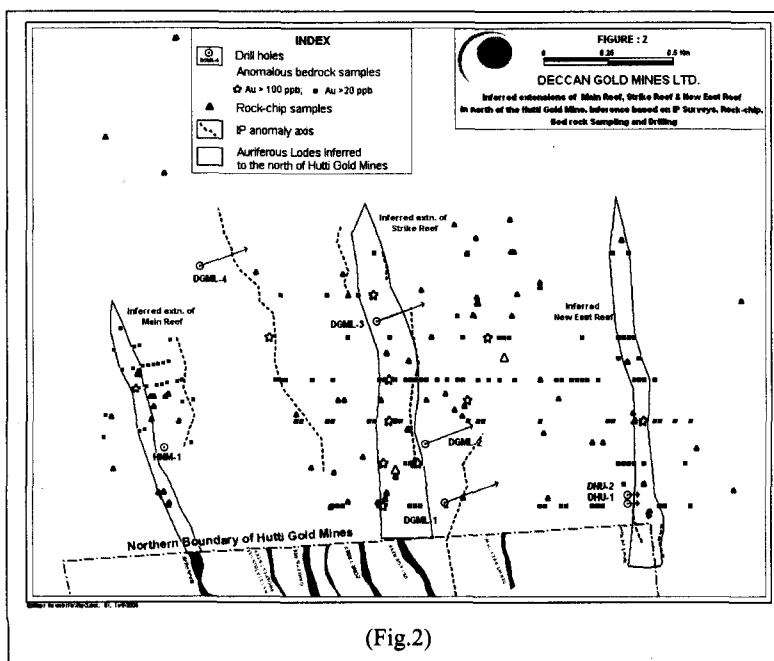 INDEX
DGML-4
Drill holes
Anomalous bedrock samples
Au > 100 ppb; Au > 20 ppb
Rock-chip samples
IP anomaly axis
Auriferous Lodes Inferred
to the north of Hutti Gold Mines
FIGURE : 2
0 0.25 0.5 Km
DECCAN GOLD MINES LTD.
Inferred extensions of Main Reef, Strike Reef & New East Reef
in north of the Hutti Gold Mine. Inference based on IP Surveys, Rock-chip,
Bed rock Sampling and Drilling
Inferred extn. of
Strike Reef
DGML-4
Inferred extn. of
Main Reef
DGML-3
Inferred
New East Reef
HMM-1
DGML-2
DHU-2
DHU-1
DGML-1
Northern Boundary of Hutti Gold Mines
(Fig.2)